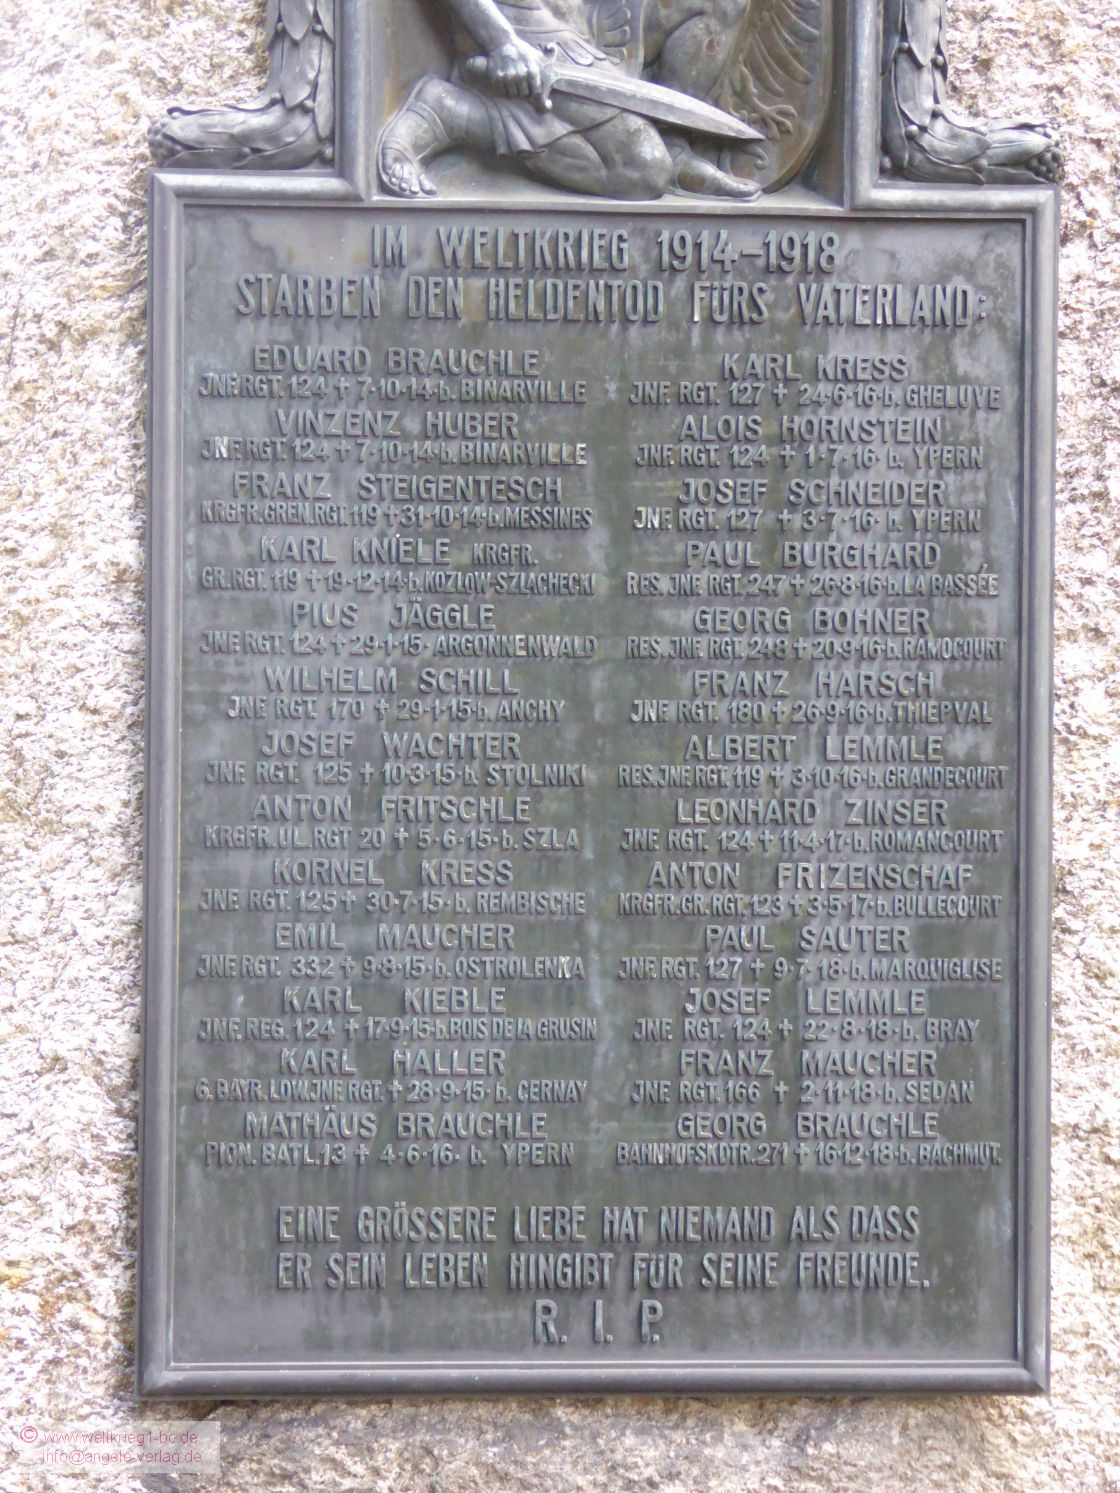 IM WELTKRIEG 1914–1918
STARBEN DEN HELDENTOD FÜRS VATERLAND:
EDUARD BRAUCHLE
JNF.RGT.124 ✝ 7·10·14·b. BINARVILLE
VINZENZ HUBER
JNF.RGT.124 ✝ 7·10·14·b. BINARVILLE
FRANZ STEIGENTESCH
KRGFR.GREN.RGT.119 ✝ 31·10·14·b.MESSINES
KARL KNIELE KRGFR.
GR.RGT.119 ✝ 19·12·14·b.KOZLOW-SZLACHECKI
PIUS JÄGGLE
JNF.RGT.124 ✝ 29·1·15·ARGONNENWALD
WILHELM SCHILL
JNF.RGT. 170 ✝ 29·1·15·b.ANCHY
JOSEF WACHTER
JNF. RGT. 125 ✝ 10·3·15·b. STOLNIKI
ANTON FRITSCHLE
KRGFR.UL.RGT 20 ✝ 5·6·15·b. SZLA
KORNEL KRESS
JNF. RGT. 125 ✝ 30·7·15·b. REMBISCHE
EMIL MAUCHER
JNF.RGT. 332 ✝ 9·8·15·b.OSTROLENKA
KARL KIEBLE
JNF. REG. 124 ✝ 17·9·15·b.BOIS DE LA GRUSIN
KARL HALLER
6.BAYR.LDW.JNF.RGT.✝ 28·9·15·b. CERNAY
MATHÄUS BRAUCHLE
PION. BATL.13 ✝ 4·6·16·b. YPERN
KARL KRESS
JNF. RGT. 127 ✝ 24·6·16·b.GHELUVE
ALOIS HORNSTEIN
JNF. RGT. 124 ✝ 1·7·16·b. YPERN
JOSEF SCHNEIDER
JNF. RGT. 127 ✝ 3·7·16·b. YPERN
PAUL BURGHARD
RES. JNF. RGT. 247 ✝ 26·8·16·b.LA BASSÉE
GEORG BOHNER
RES. JNF. RGT. 248 ✝ 20·9·16·b.RAMOCOURT
FRANZ HARSCH
JNF. RGT. 180 ✝ 26·9·16·b.THIEPVAL
ALBERT LEMMLE
RES.JNF.RGT.119 ✝ 3·10·16·b.GRANDECOURT
LEONHARD ZINSER
JNF. RGT. 124 ✝ 11·4·17·b.ROMANCOURT
ANTON FRIZENSCHAF
KRGFR.GR.RGT.123 ✝ 3·5·17·b.BULLECOURT
PAUL SAUTER
JNF.RGT.127 ✝ 9·7·18·b.MARQUIGLISE
JOSEF LEMMLE
JNF. RGT. 124 ✝ 22·8·18·b. BRAY
FRANZ MAUCHER
JNF. RGT. 166 ✝ 2·11·18·b. SEDAN
GEORG BRAUCHLE
BAHNHOFSKDTR.271 ✝ 16·12·18·b. BACHMUT.
EINE GRÖSSERE LIEBE HAT NIEMAND ALS DASS
ER SEIN LEBEN HINGIBT FÜR SEINE FREUNDE.
R. I. P.
© www.weltkrieg1-bc.de
info@angele-verlag.de